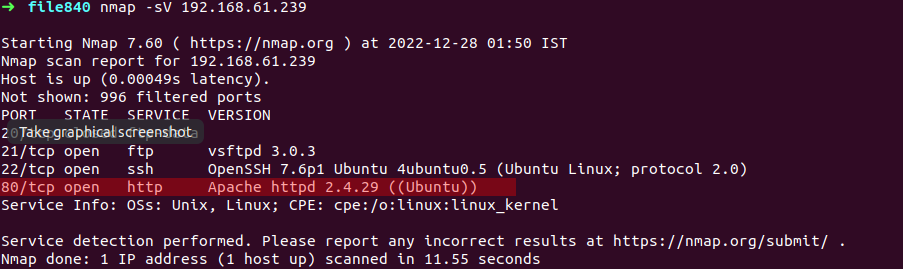 ➜ file840 nmap -sV 192.168.61.239
Starting Nmap 7.60 ( https://nmap.org ) at 2022-12-28 01:50 IST
Nmap scan report for 192.168.61.239
Host is up (0.00049s latency).
Not shown: 996 filtered ports
PORT STATE SERVICE VERSION
Take graphical screenshot
21/tcp open ftp vsftpd 3.0.3
22/tcp open ssh OpenSSH 7.6p1 Ubuntu 4ubuntu0.5 (Ubuntu Linux; protocol 2.0)
80/tcp open http Apache httpd 2.4.29 ((Ubuntu))
Service Info: OSs: Unix, Linux; CPE: cpe:/o:linux:linux_kernel
Service detection performed. Please report any incorrect results at https://nmap.org/submit/ .
Nmap done: 1 IP address (1 host up) scanned in 11.55 seconds